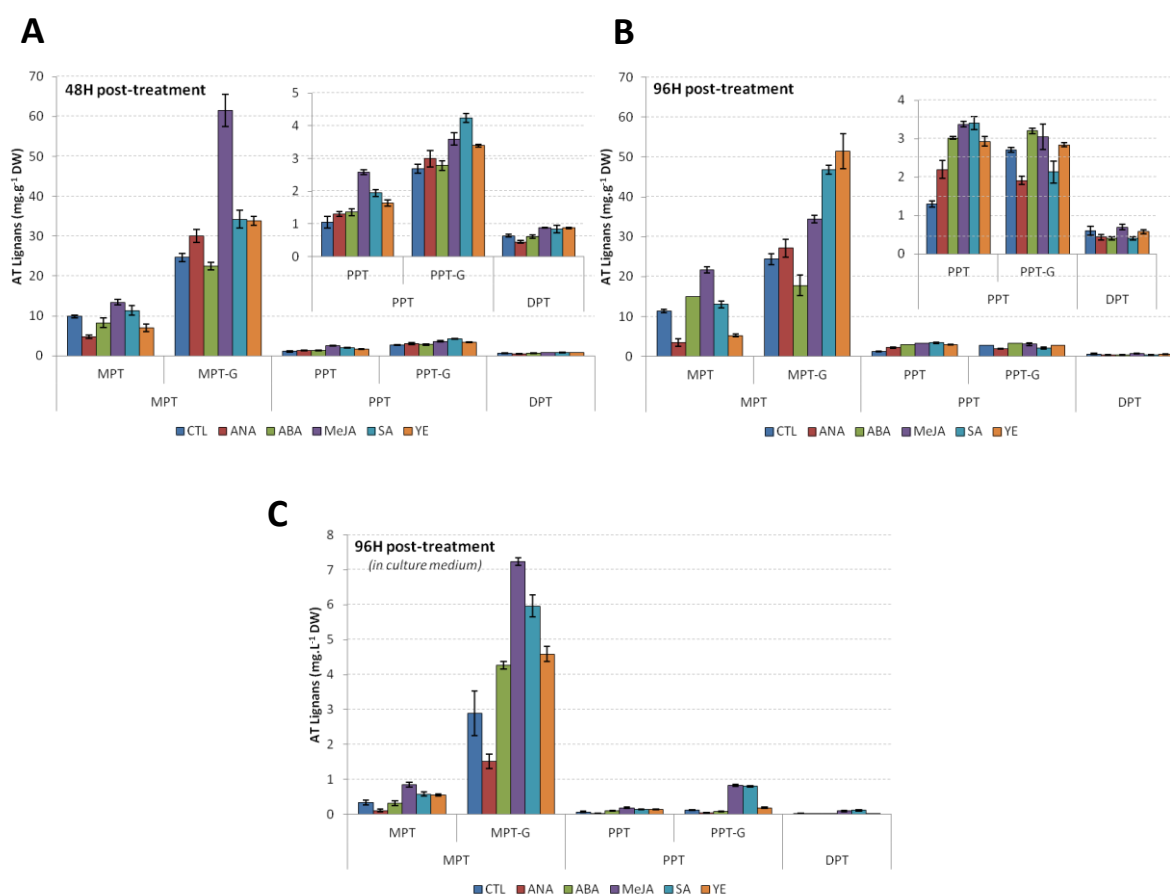 A
AT Lignans (mg.g⁻¹ DW)
70
60
50
40
30
20
10
0
48H post-treatment
5
4
3
2
1
0
PPT PPT-G
PPT DPT
MPT MPT-G PPT PPT-G
MPT PPT DPT
CTL ANA ABA MeJA SA YE
B
AT Lignans (mg.g⁻¹ DW)
70
60
50
40
30
20
10
0
96H post-treatment
4
3
2
1
0
PPT PPT-G
PPT DPT
MPT MPT-G PPT PPT-G
MPT PPT DPT
CTL ANA ABA MeJA SA YE
C
AT Lignans (mg.L⁻¹ DW)
8
7
6
5
4
3
2
1
0
96H post-treatment
(in culture medium)
MPT MPT-G PPT PPT-G
MPT PPT DPT
CTL ANA ABA MeJA SA YE